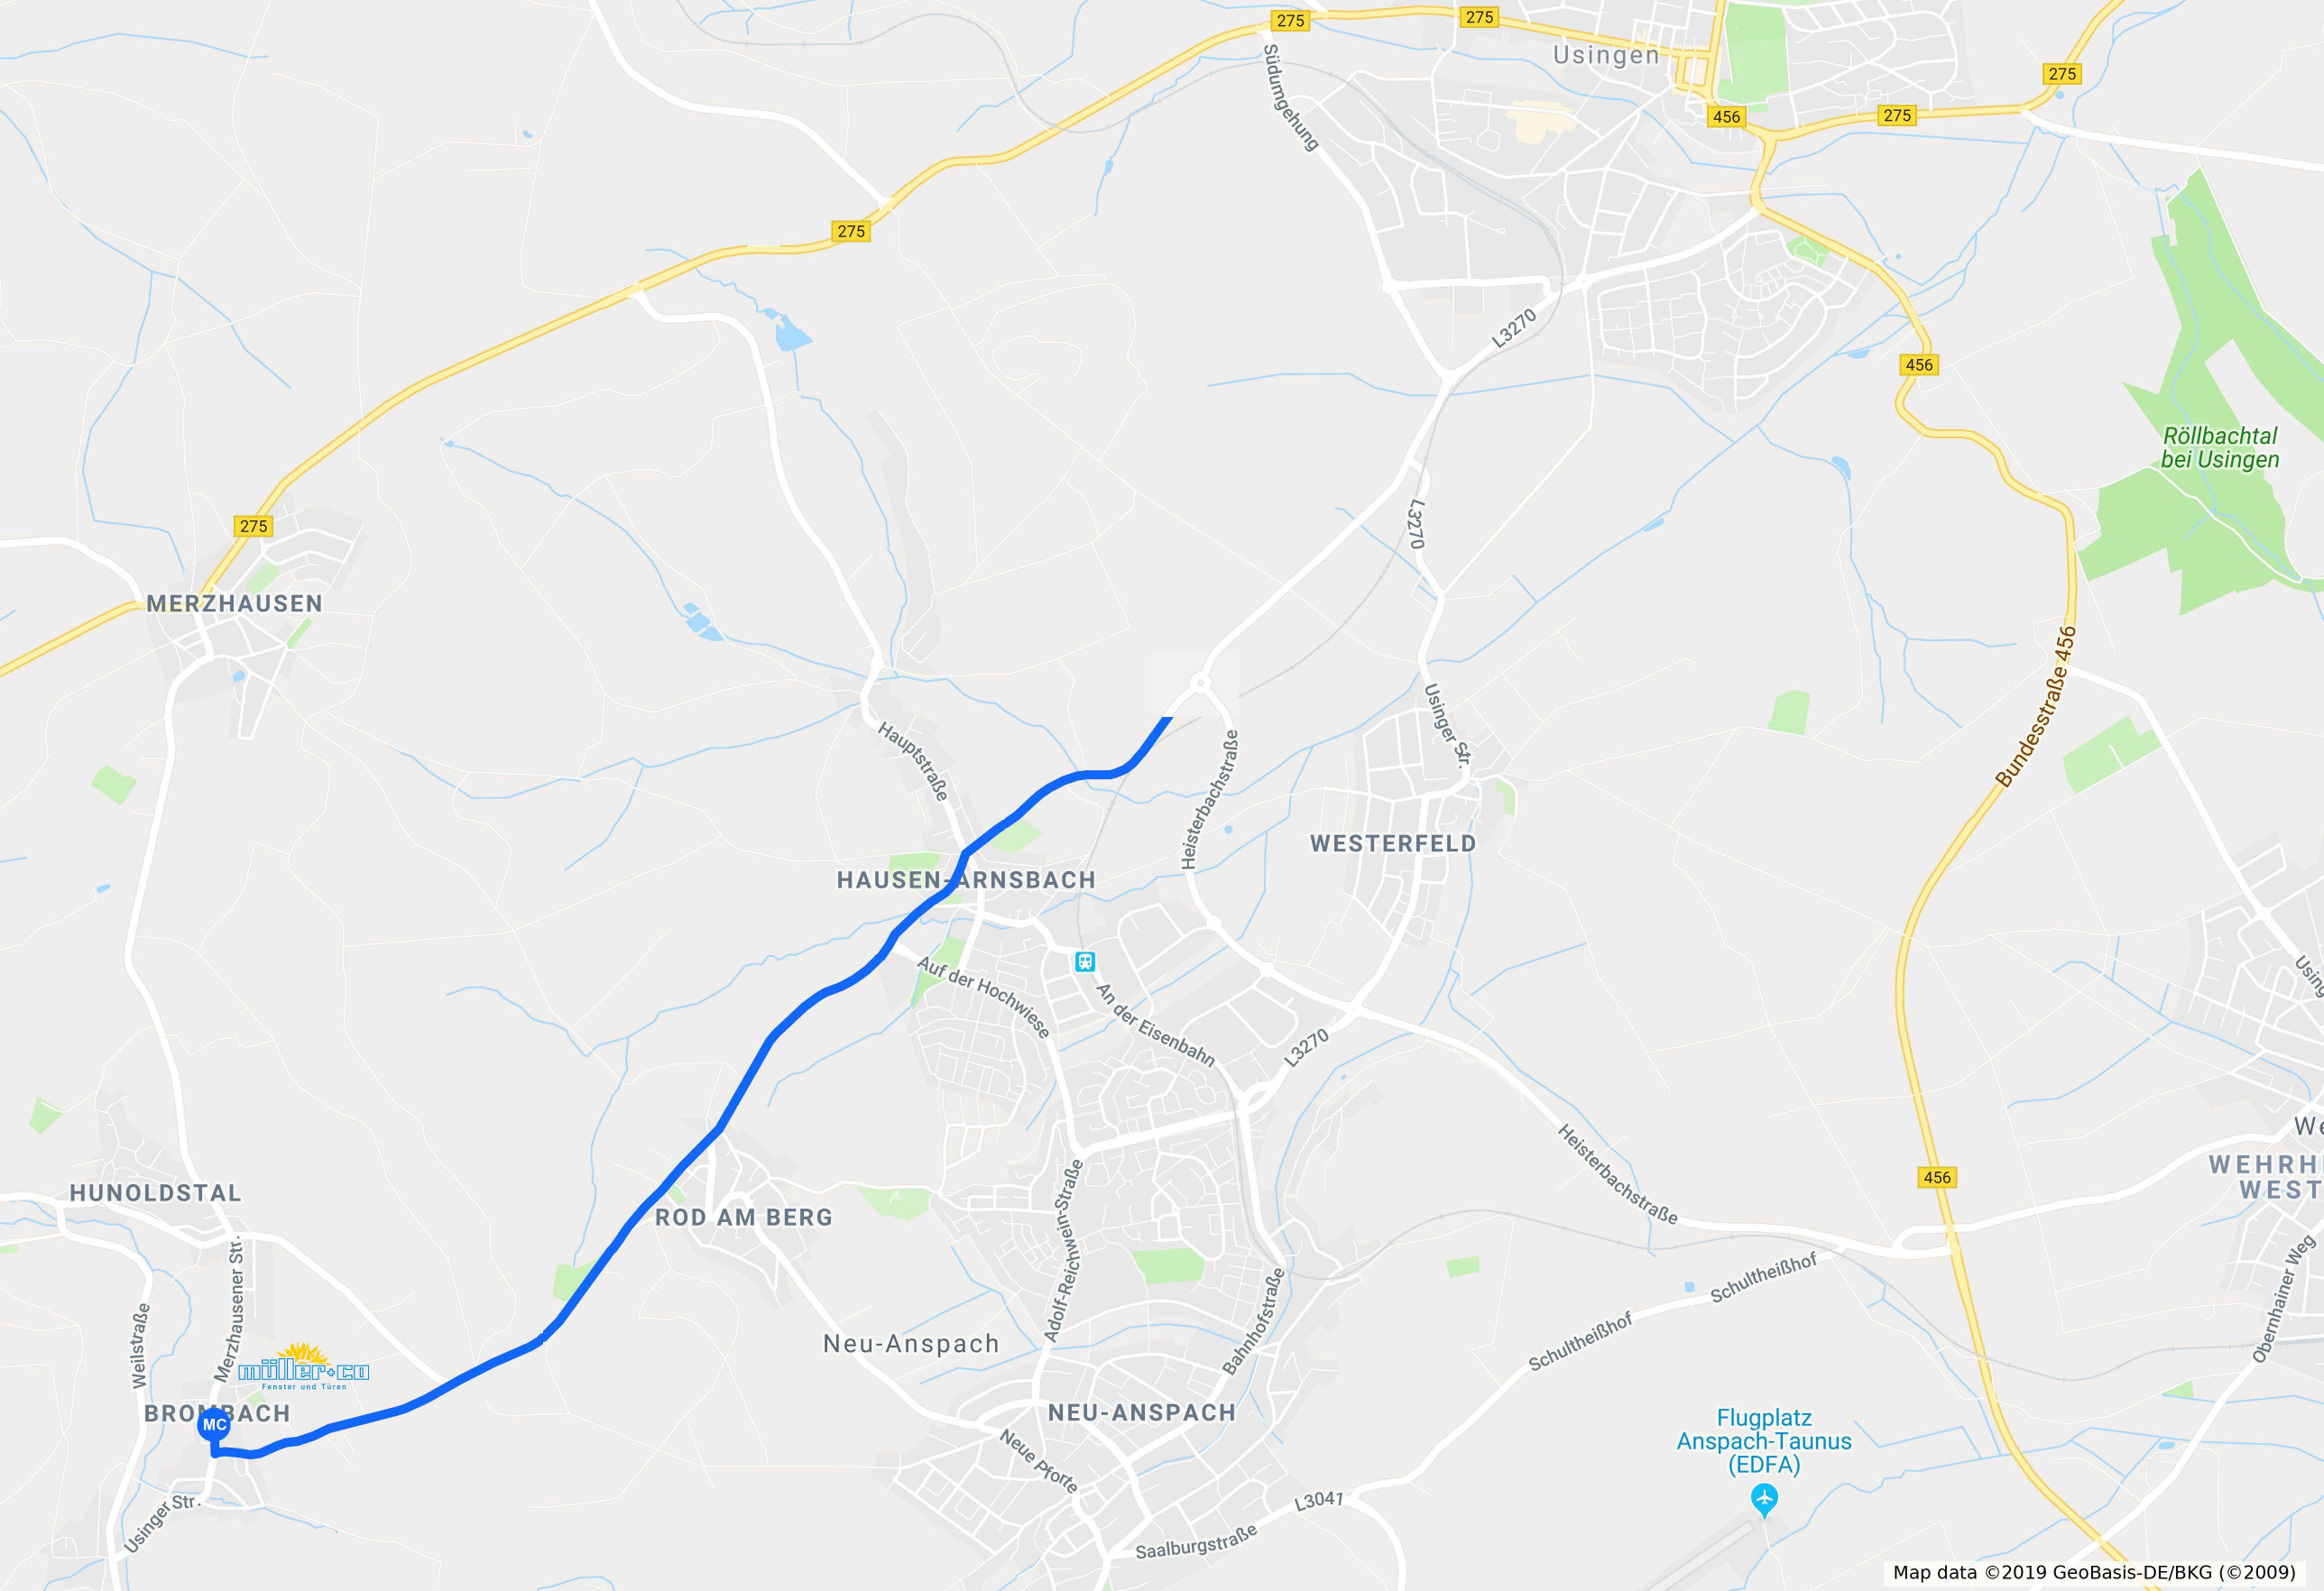 275
275
Usingen
275
456
275
Südumgehung
275
L3270
456
Röllbachtal
bei Usingen
275
L3270
MERZHAUSEN
Bundesstraße 456
Usinger Str.
Hauptstraße
Heisterbachstraße
WESTERFELD
HAUSEN-ARNSBACH
Auf der Hochwiese
An der Eisenbahn
L3270
Heisterbachstraße
456
WEHRH
WEST
HUNOLDSTAL
ROD AM BERG
Adolf-Reichwein-Straße
Merzhausener Str.
Weilstraße
Schultheißhof
Schultheißhof
Obernhainer Weg
Bahnhofstraße
Neu-Anspach
müller+co
Fenster und Türen
BROMBACH
MC
NEU-ANSPACH
Neue Pforte
Flugplatz
Anspach-Taunus
(EDFA)
Usinger Str.
L3041
Saalburgstraße
Map data ©2019 GeoBasis-DE/BKG (©2009)